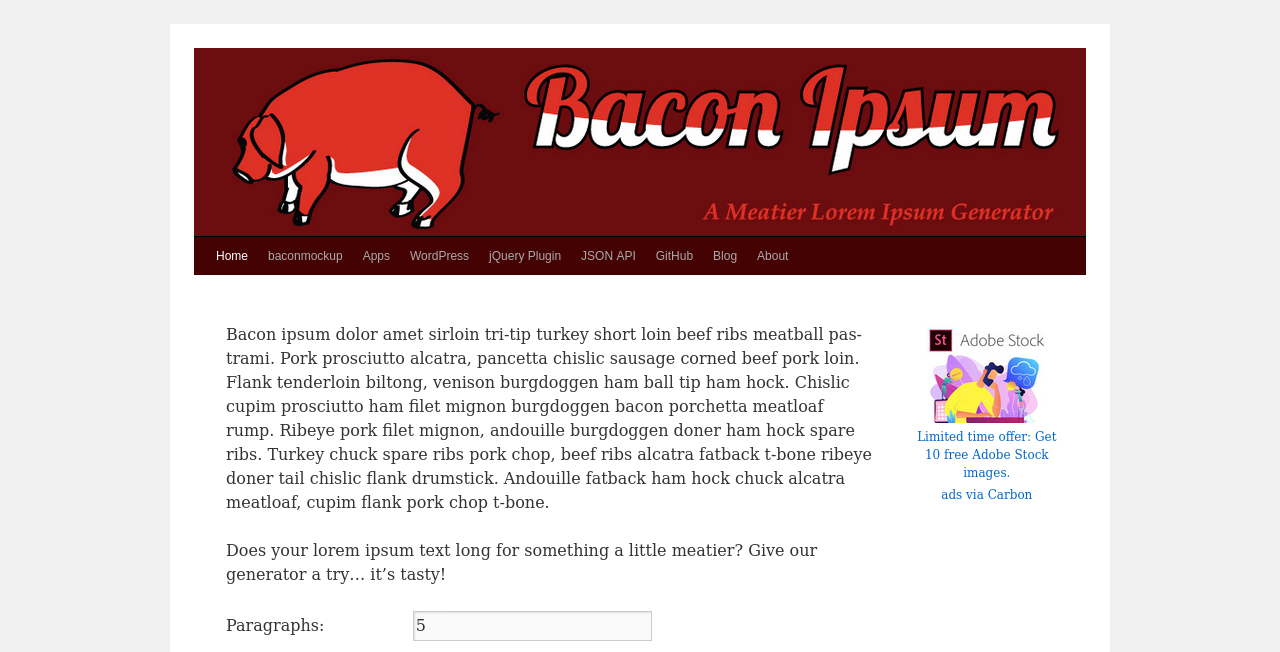 Bacon Ipsum
A Meatier Lorem Ipsum Generator
Home baconmockup Apps WordPress jQuery Plugin JSON API GitHub Blog About
Bacon ipsum dolor amet sirloin tri-tip turkey short loin beef ribs meatball pas-
trami. Pork prosciutto alcatra, pancetta chislic sausage corned beef pork loin.
Flank tenderloin biltong, venison burgdoggen ham ball tip ham hock. Chislic
cupim prosciutto ham filet mignon burgdoggen bacon porchetta meatloaf
rump. Ribeye pork filet mignon, andouille burgdoggen doner ham hock spare
ribs. Turkey chuck spare ribs pork chop, beef ribs alcatra fatback t-bone ribeye
doner tail chislic flank drumstick. Andouille fatback ham hock chuck alcatra
meatloaf, cupim flank pork chop t-bone.
Does your lorem ipsum text long for something a little meatier? Give our
generator a try… it’s tasty!
Paragraphs: 5
St Adobe Stock
Limited time offer: Get
10 free Adobe Stock
images.
ads via Carbon